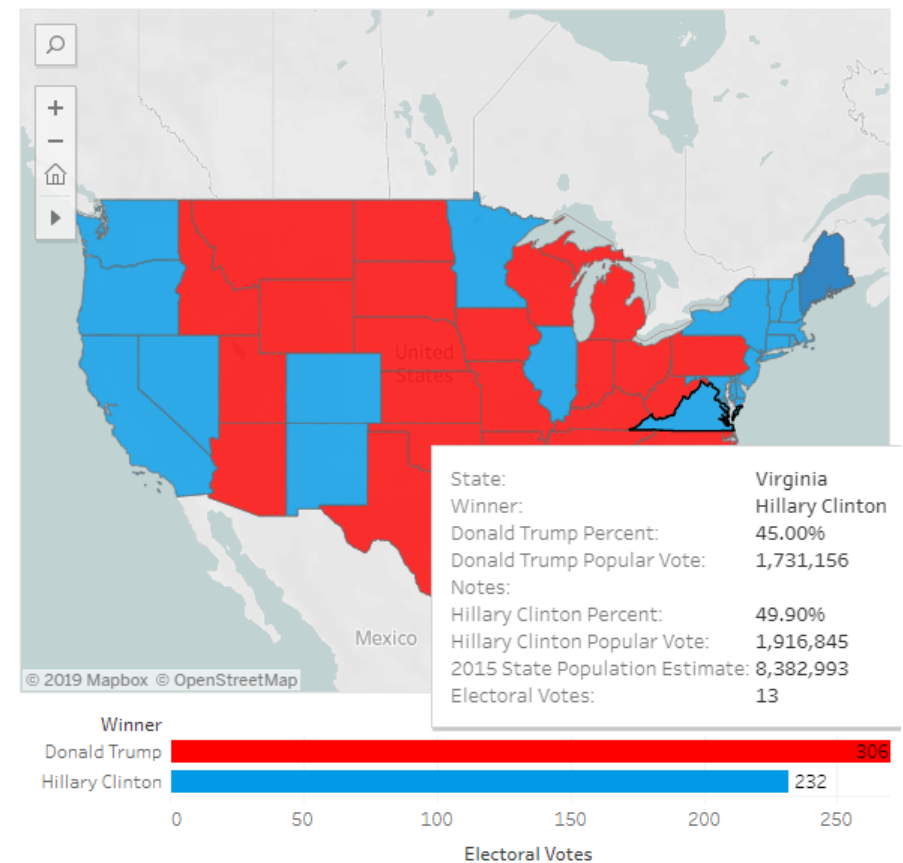 United
States
State: Virginia
Winner: Hillary Clinton
Donald Trump Percent: 45.00%
Donald Trump Popular Vote: 1,731,156
Notes:
Hillary Clinton Percent: 49.90%
Hillary Clinton Popular Vote: 1,916,845
2015 State Population Estimate: 8,382,993
Electoral Votes: 13
Mexico
© 2019 Mapbox © OpenStreetMap
Winner
Donald Trump 306
Hillary Clinton 232
0 50 100 150 200 250
Electoral Votes